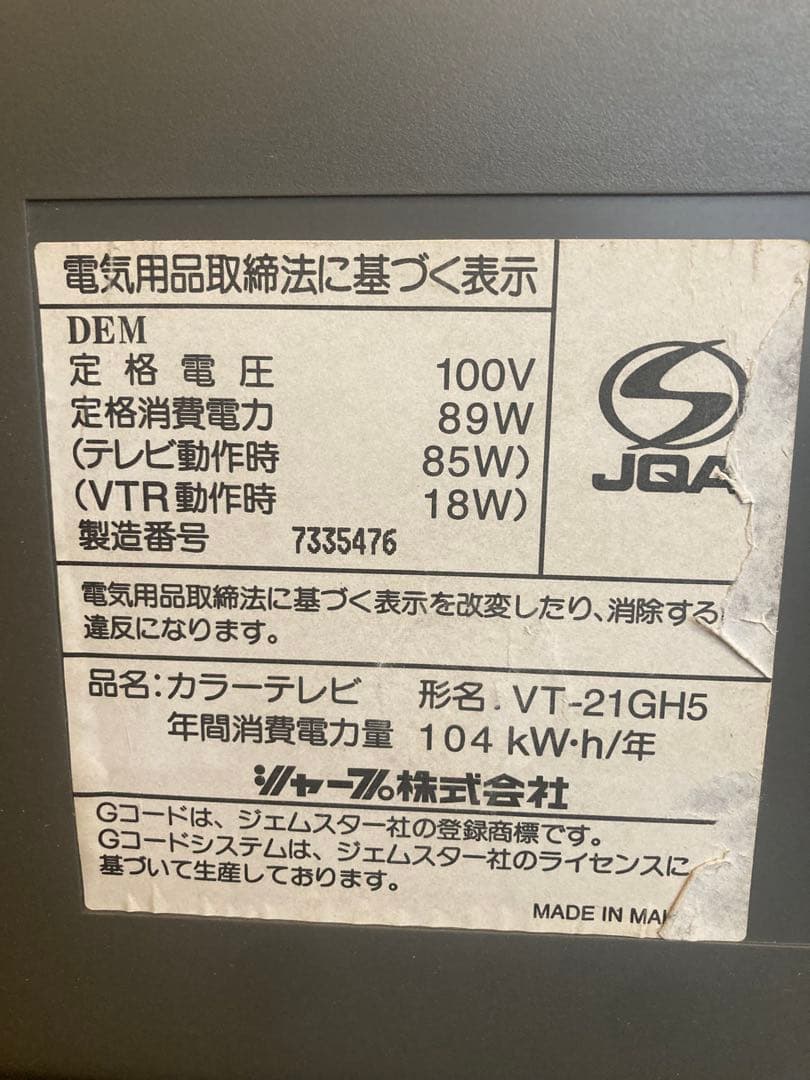 電気用品取締法に基づく表示
DEM
定格電圧 100V
定格消費電力 89W
(テレビ動作時 85W)
(VTR動作時 18W)
製造番号 7335476
JQA
電気用品取締法に基づく表示を改変したり、消除する
違反になります。
品名:カラーテレビ 形名. VT-21GH5
年間消費電力量 104 kW·h/年
シャープ株式会社
Gコードは、ジェムスター社の登録商標です。
Gコードシステムは、ジェムスター社のライセンスに
基づいて生産しております。
MADE IN